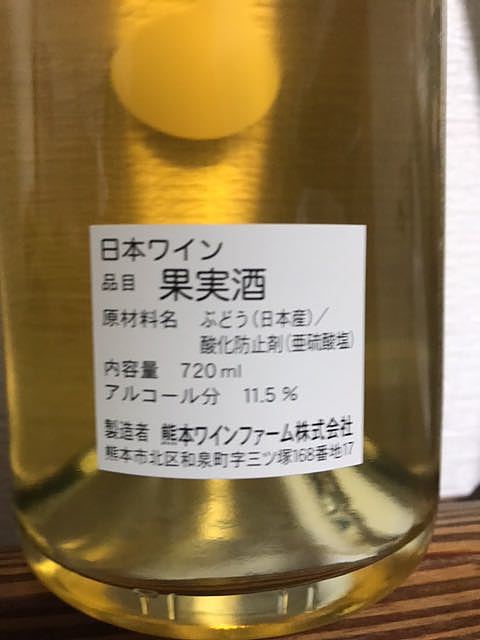 日本ワイン
品目 果実酒
原材料名 ぶどう(日本産)/
酸化防止剤(亜硫酸塩)
内容量 720ml
アルコール分 11.5%
製造者 熊本ワインファーム株式会社
熊本市北区和泉町字三ツ塚168番地17